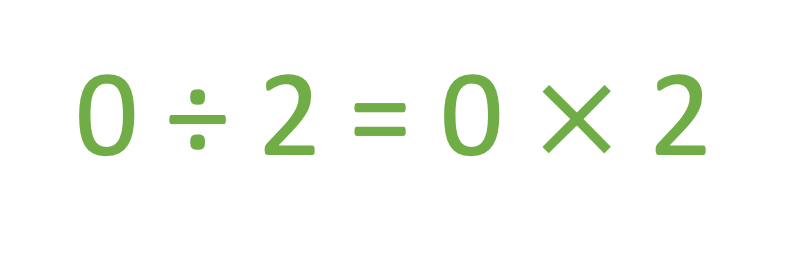 0 ÷ 2 = 0 × 2